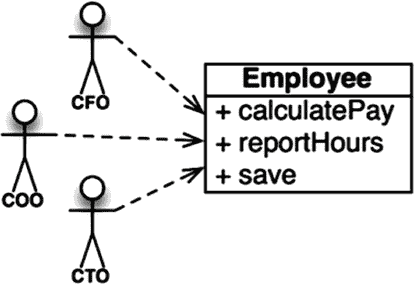 CFO
COO
CTO
Employee
+ calculatePay
+ reportHours
+ save